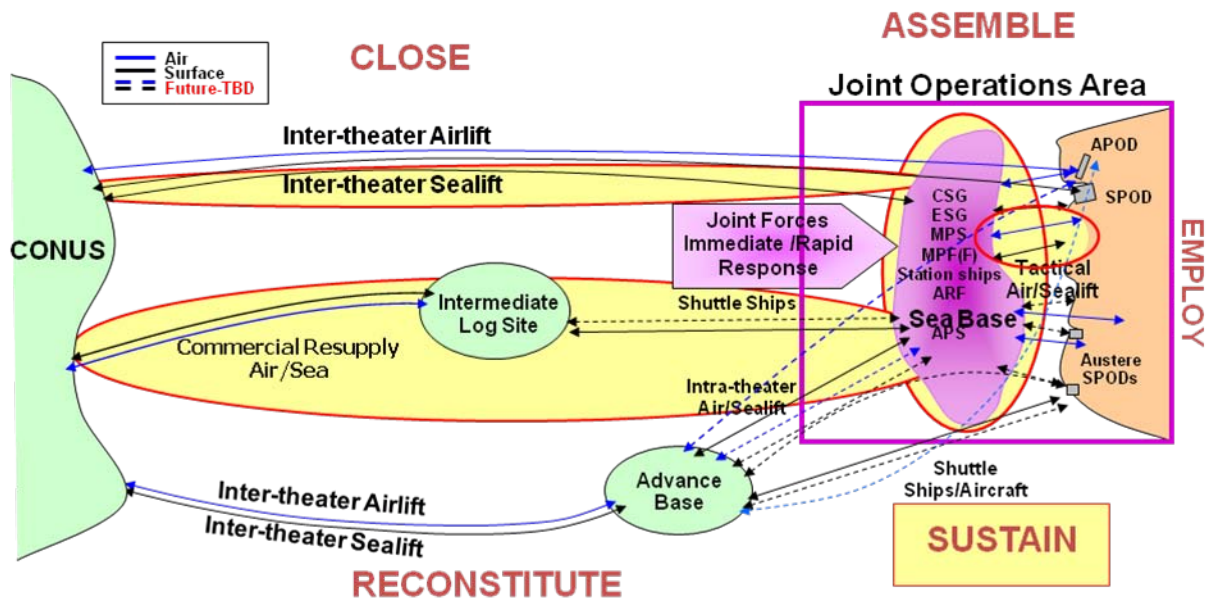 ASSEMBLE
CLOSE
Air
Surface
Future-TBD
Joint Operations Area
Inter-theater Airlift
Inter-theater Sealift
APOD
SPOD
CONUS
Joint Forces
Immediate /Rapid
Response
CSG
ESG
MPS
MPF(F)
Station ships
ARF
Sea Base
APS
EMPLOY
Tactical
Air/Sealift
Intermediate
Log Site
Shuttle Ships
Commercial Resupply
Air/Sea
Austere
SPODs
Intra-theater
Air/Sealift
Advance
Base
Shuttle
Ships/Aircraft
Inter-theater Airlift
Inter-theater Sealift
SUSTAIN
RECONSTITUTE